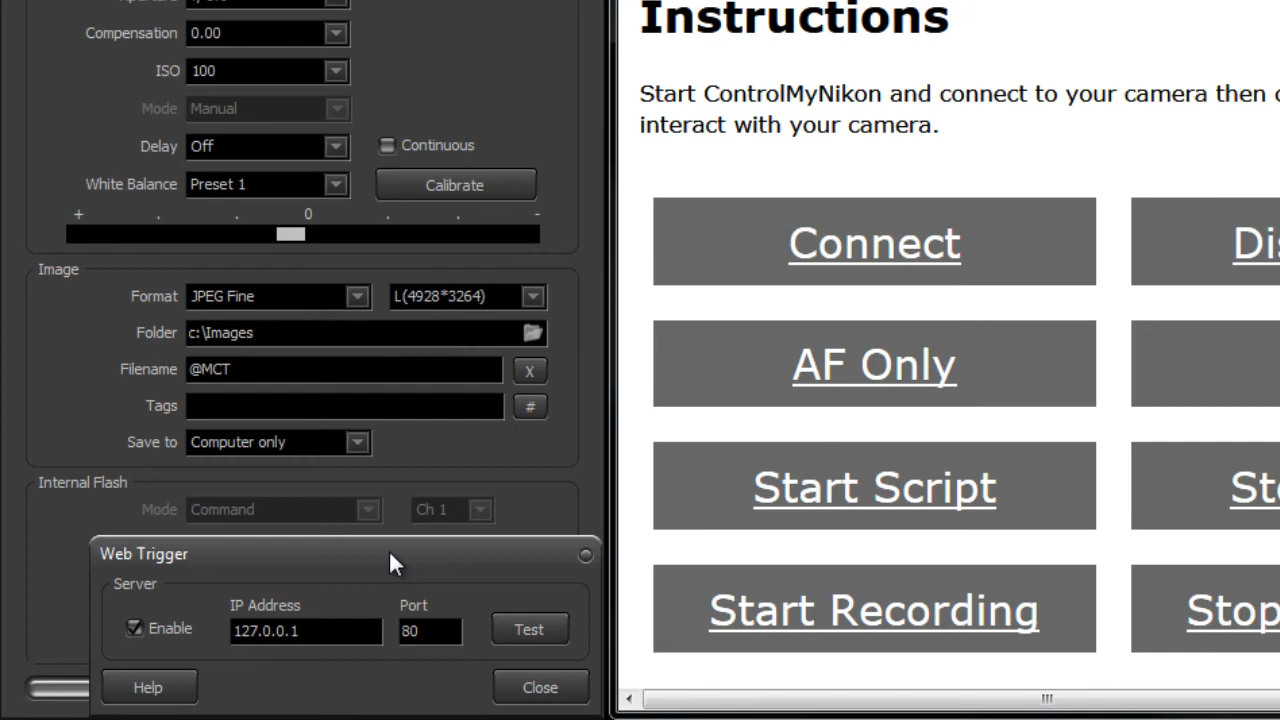 Compensation 0.00
ISO 100
Mode Manual
Delay Off Continuous
White Balance Preset 1 Calibrate
+ . . 0 . . -
Image
Format JPEG Fine L(4928*3264)
Folder c:\Images
Filename @MCT X
Tags #
Save to Computer only
Internal Flash
Mode Command Ch 1
Web Trigger
Server
IP Address Port
Enable 127.0.0.1 80 Test
Help Close
Instructions
Start ControlMyNikon and connect to your camera then
interact with your camera.
Connect
AF Only
Start Script
Start Recording
Stop